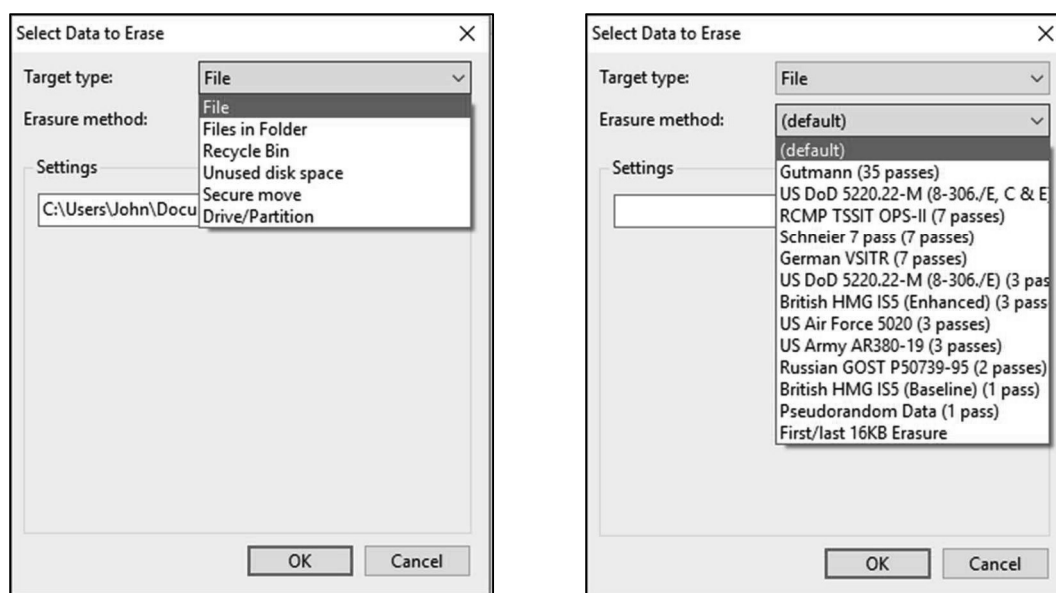 Select Data to Erase
Target type: File
File
Erasure method:
Files in Folder
Recycle Bin
Unused disk space
Settings
Secure move
C:\Users\John\Docu
Drive/Partition
OK Cancel
Select Data to Erase
Target type: File
Erasure method: (default)
(default)
Settings
Gutmann (35 passes)
US DoD 5220.22-M (8-306./E, C & E
RCMP TSSIT OPS-II (7 passes)
Schneier 7 pass (7 passes)
German VSITR (7 passes)
US DoD 5220.22-M (8-306./E) (3 pas
British HMG IS5 (Enhanced) (3 pass
US Air Force 5020 (3 passes)
US Army AR380-19 (3 passes)
Russian GOST P50739-95 (2 passes)
British HMG IS5 (Baseline) (1 pass)
Pseudorandom Data (1 pass)
First/last 16KB Erasure
OK Cancel